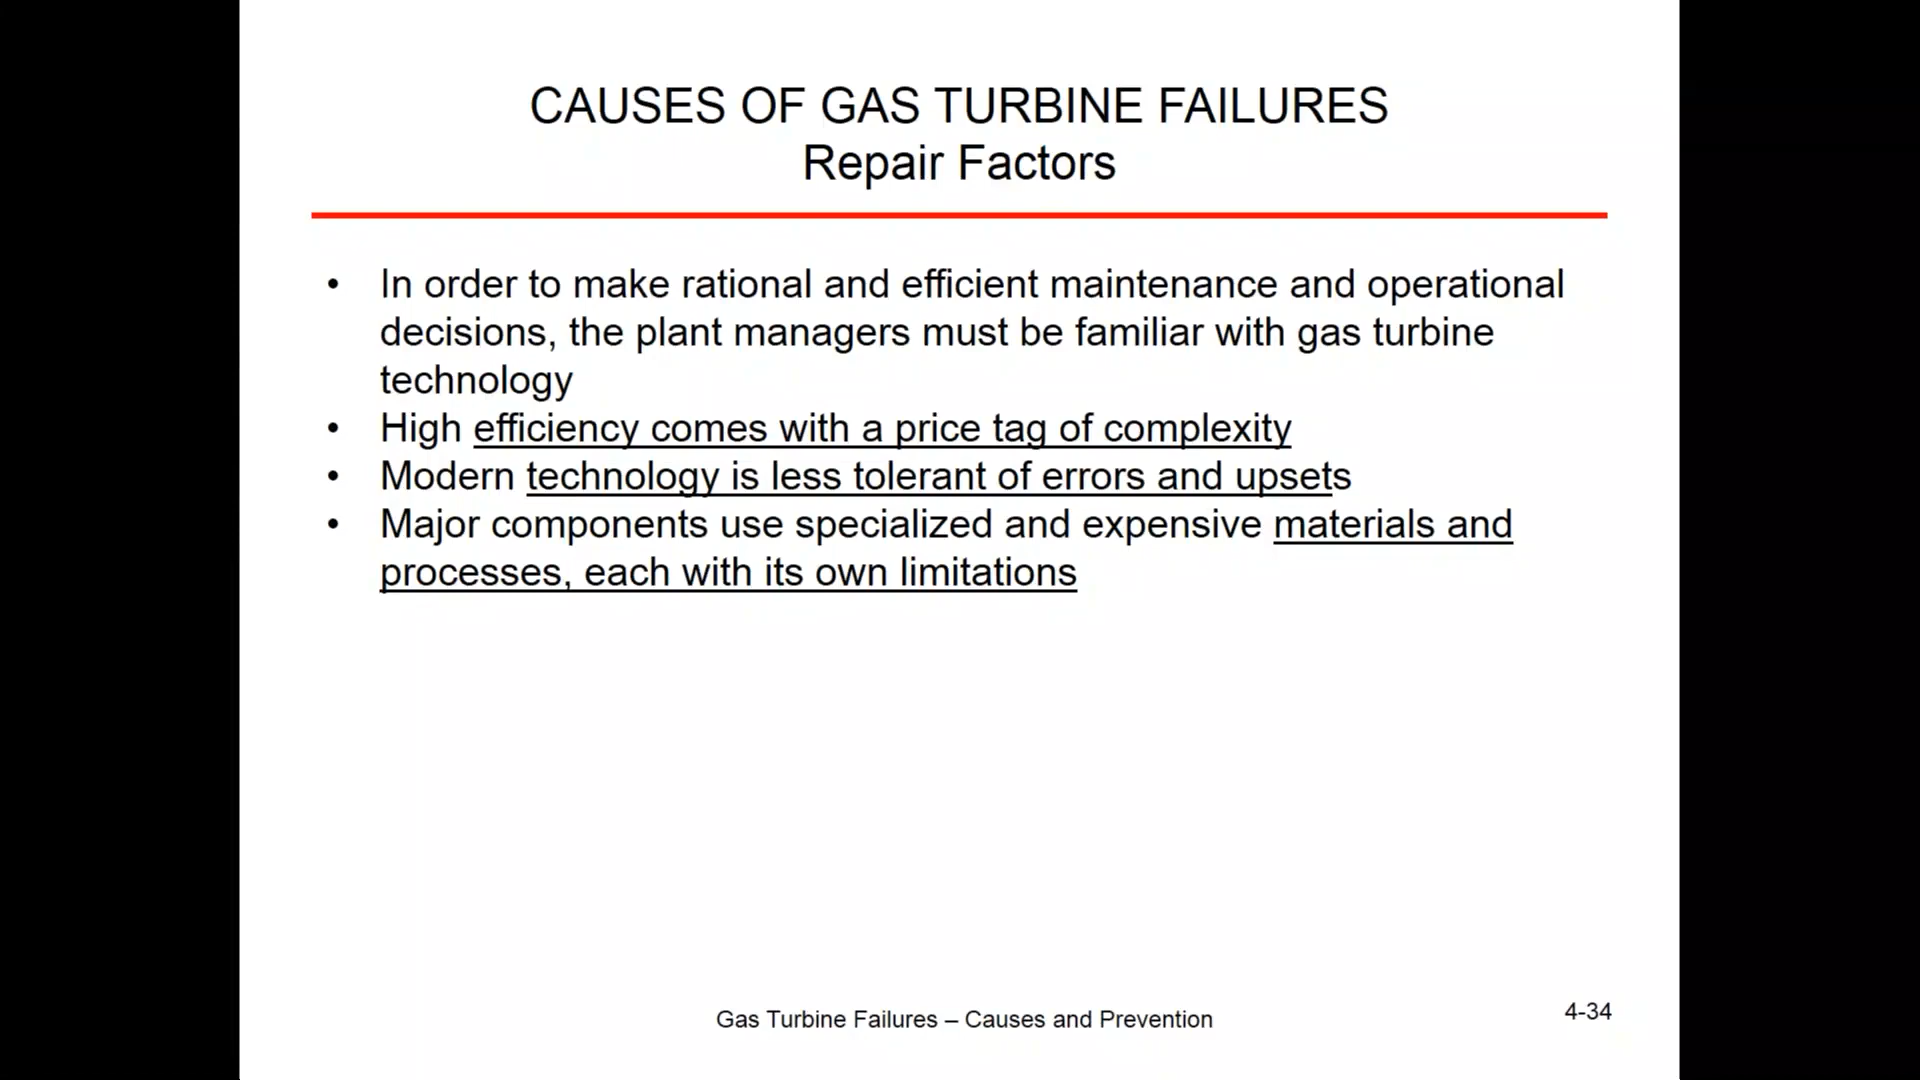 CAUSES OF GAS TURBINE FAILURES
Repair Factors
• In order to make rational and efficient maintenance and operational
decisions, the plant managers must be familiar with gas turbine
technology
• High efficiency comes with a price tag of complexity
• Modern technology is less tolerant of errors and upsets
• Major components use specialized and expensive materials and
processes, each with its own limitations
Gas Turbine Failures – Causes and Prevention
4-34